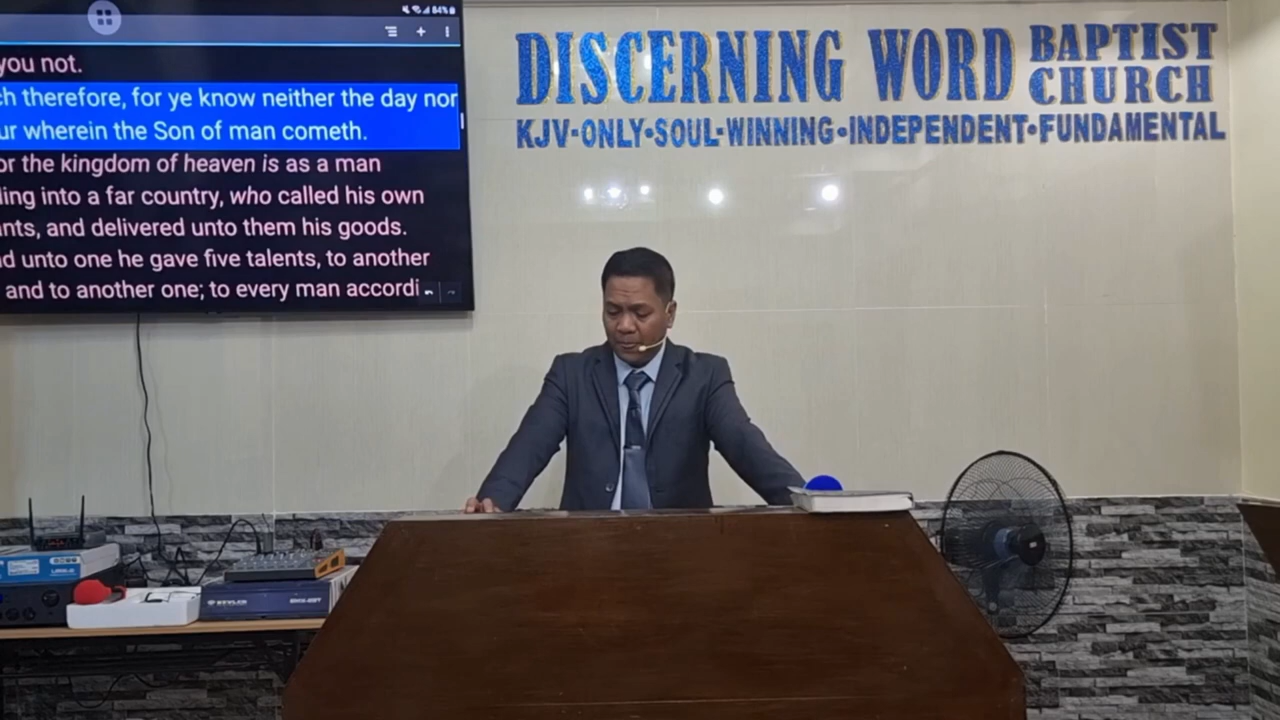 84%
you not.
ch therefore, for ye know neither the day nor
ur wherein the Son of man cometh.
or the kingdom of heaven is as a man
ling into a far country, who called his own
nts, and delivered unto them his goods.
d unto one he gave five talents, to another
and to another one; to every man accordi
DISCERNING WORD BAPTIST CHURCH
KJV-ONLY•SOUL-WINNING•INDEPENDENT•FUNDAMENTAL
KEVLER